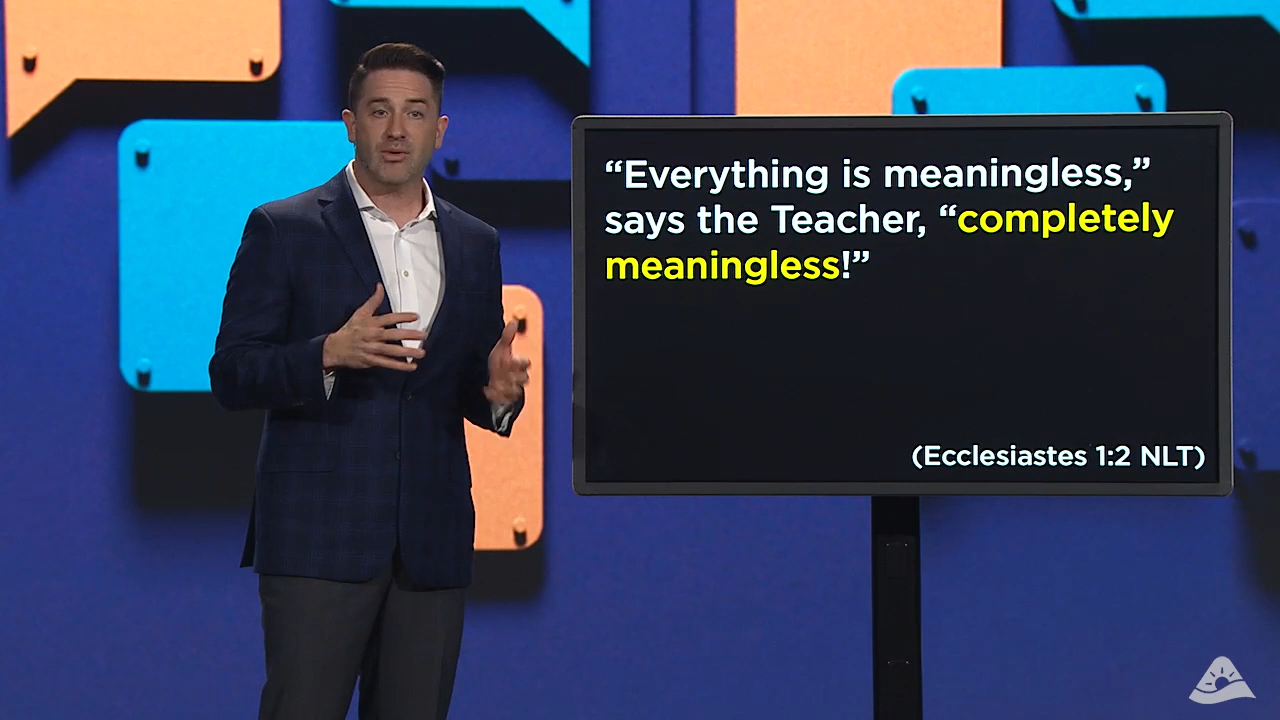 “Everything is meaningless,”
says the Teacher, “completely
meaningless!”
(Ecclesiastes 1:2 NLT)